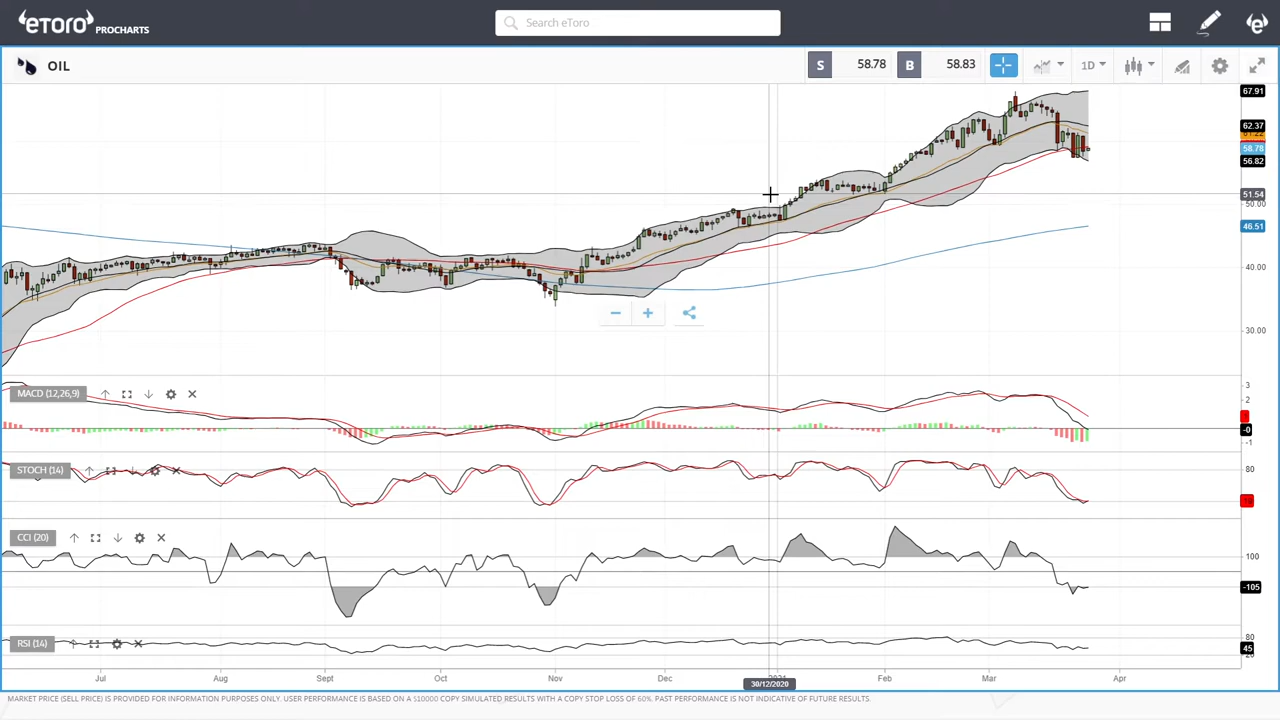 eToro PROCHARTS
Search eToro
OIL
S 58.78 B 58.83
1D
67.91
62.37
58.78
56.82
51.54
50.00
46.51
40.00
30.00
MACD (12,26,9)
3
2
-0
-1
STOCH (14)
80
CCI (20)
100
-105
RSI (14)
80
45
Jul Aug Sept Oct Nov Dec Feb Mar Apr
30/12/2020
MARKET PRICE (SELL PRICE) IS PROVIDED FOR INFORMATION PURPOSES ONLY. USER PERFORMANCE IS BASED ON A $10000 COPY SIMULATED RESULTS WITH A COPY STOP LOSS OF 60%. PAST PERFORMANCE IS NOT INDICATIVE OF FUTURE RESULTS.